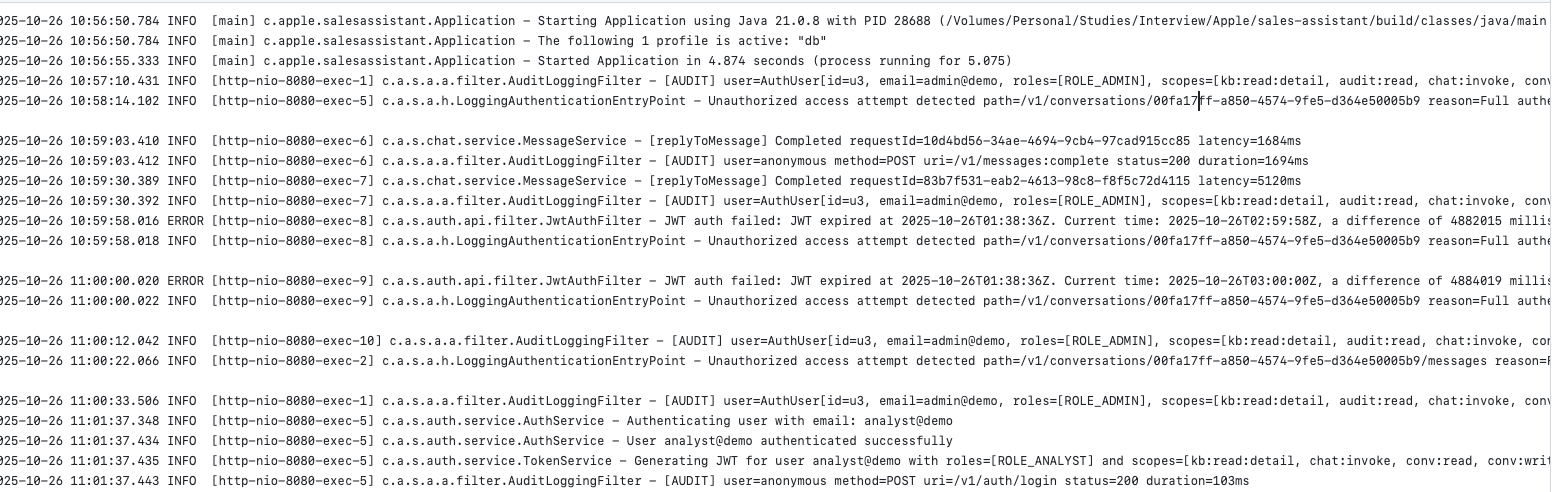 025-10-26 10:56:50.784 INFO  [main] c.apple.salesassistant.Application – Starting Application using Java 21.0.8 with PID 28688 (/Volumes/Personal/Studies/Interview/Apple/sales-assistant/build/classes/java/main
025-10-26 10:56:50.784 INFO  [main] c.apple.salesassistant.Application – The following 1 profile is active: "db"
025-10-26 10:56:55.333 INFO  [main] c.apple.salesassistant.Application – Started Application in 4.874 seconds (process running for 5.075)
025-10-26 10:57:10.431 INFO  [http-nio-8080-exec-1] c.a.s.a.a.filter.AuditLoggingFilter – [AUDIT] user=AuthUser[id=u3, email=admin@demo, roles=[ROLE_ADMIN], scopes=[kb:read:detail, audit:read, chat:invoke, conv
025-10-26 10:58:14.102 INFO  [http-nio-8080-exec-5] c.a.s.a.h.LoggingAuthenticationEntryPoint – Unauthorized access attempt detected path=/v1/conversations/00fa17ff-a850-4574-9fe5-d364e50005b9 reason=Full authe
025-10-26 10:59:03.410 INFO  [http-nio-8080-exec-6] c.a.s.chat.service.MessageService – [replyToMessage] Completed requestId=10d4bd56-34ae-4694-9cb4-97cad915cc85 latency=1684ms
025-10-26 10:59:03.412 INFO  [http-nio-8080-exec-6] c.a.s.a.a.filter.AuditLoggingFilter – [AUDIT] user=anonymous method=POST uri=/v1/messages:complete status=200 duration=1694ms
025-10-26 10:59:30.389 INFO  [http-nio-8080-exec-7] c.a.s.chat.service.MessageService – [replyToMessage] Completed requestId=83b7f531-eab2-4613-98c8-f8f5c72d4115 latency=5120ms
025-10-26 10:59:30.392 INFO  [http-nio-8080-exec-7] c.a.s.a.a.filter.AuditLoggingFilter – [AUDIT] user=AuthUser[id=u3, email=admin@demo, roles=[ROLE_ADMIN], scopes=[kb:read:detail, audit:read, chat:invoke, conv
025-10-26 10:59:58.016 ERROR [http-nio-8080-exec-8] c.a.s.auth.api.filter.JwtAuthFilter – JWT auth failed: JWT expired at 2025-10-26T01:38:36Z. Current time: 2025-10-26T02:59:58Z, a difference of 4882015 millis
025-10-26 10:59:58.018 INFO  [http-nio-8080-exec-8] c.a.s.a.h.LoggingAuthenticationEntryPoint – Unauthorized access attempt detected path=/v1/conversations/00fa17ff-a850-4574-9fe5-d364e50005b9 reason=Full authe
025-10-26 11:00:00.020 ERROR [http-nio-8080-exec-9] c.a.s.auth.api.filter.JwtAuthFilter – JWT auth failed: JWT expired at 2025-10-26T01:38:36Z. Current time: 2025-10-26T03:00:00Z, a difference of 4884019 millis
025-10-26 11:00:00.022 INFO  [http-nio-8080-exec-9] c.a.s.a.h.LoggingAuthenticationEntryPoint – Unauthorized access attempt detected path=/v1/conversations/00fa17ff-a850-4574-9fe5-d364e50005b9 reason=Full authe
025-10-26 11:00:12.042 INFO  [http-nio-8080-exec-10] c.a.s.a.a.filter.AuditLoggingFilter – [AUDIT] user=AuthUser[id=u3, email=admin@demo, roles=[ROLE_ADMIN], scopes=[kb:read:detail, audit:read, chat:invoke, con
025-10-26 11:00:22.066 INFO  [http-nio-8080-exec-2] c.a.s.a.h.LoggingAuthenticationEntryPoint – Unauthorized access attempt detected path=/v1/conversations/00fa17ff-a850-4574-9fe5-d364e50005b9/messages reason=F
025-10-26 11:00:33.506 INFO  [http-nio-8080-exec-1] c.a.s.a.a.filter.AuditLoggingFilter – [AUDIT] user=AuthUser[id=u3, email=admin@demo, roles=[ROLE_ADMIN], scopes=[kb:read:detail, audit:read, chat:invoke, conv
025-10-26 11:01:37.348 INFO  [http-nio-8080-exec-5] c.a.s.auth.service.AuthService – Authenticating user with email: analyst@demo
025-10-26 11:01:37.434 INFO  [http-nio-8080-exec-5] c.a.s.auth.service.AuthService – User analyst@demo authenticated successfully
025-10-26 11:01:37.435 INFO  [http-nio-8080-exec-5] c.a.s.auth.service.TokenService – Generating JWT for user analyst@demo with roles=[ROLE_ANALYST] and scopes=[kb:read:detail, chat:invoke, conv:read, conv:writ
025-10-26 11:01:37.443 INFO  [http-nio-8080-exec-5] c.a.s.a.a.filter.AuditLoggingFilter – [AUDIT] user=anonymous method=POST uri=/v1/auth/login status=200 duration=103ms